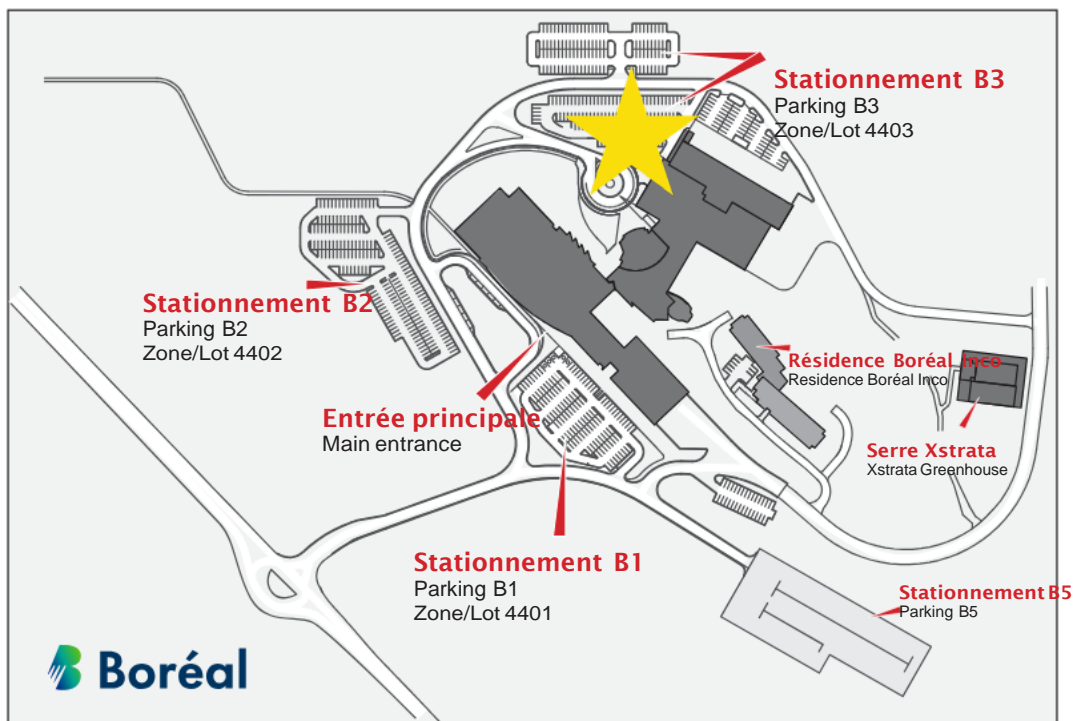 Stationnement B3
Parking B3
Zone/Lot 4403
Stationnement B2
Parking B2
Zone/Lot 4402
Résidence Boréal Inco
Residence Boréal Inco
Entrée principale
Main entrance
Serre Xstrata
Xstrata Greenhouse
Stationnement B1
Parking B1
Zone/Lot 4401
Stationnement B5
Parking B5
Boréal